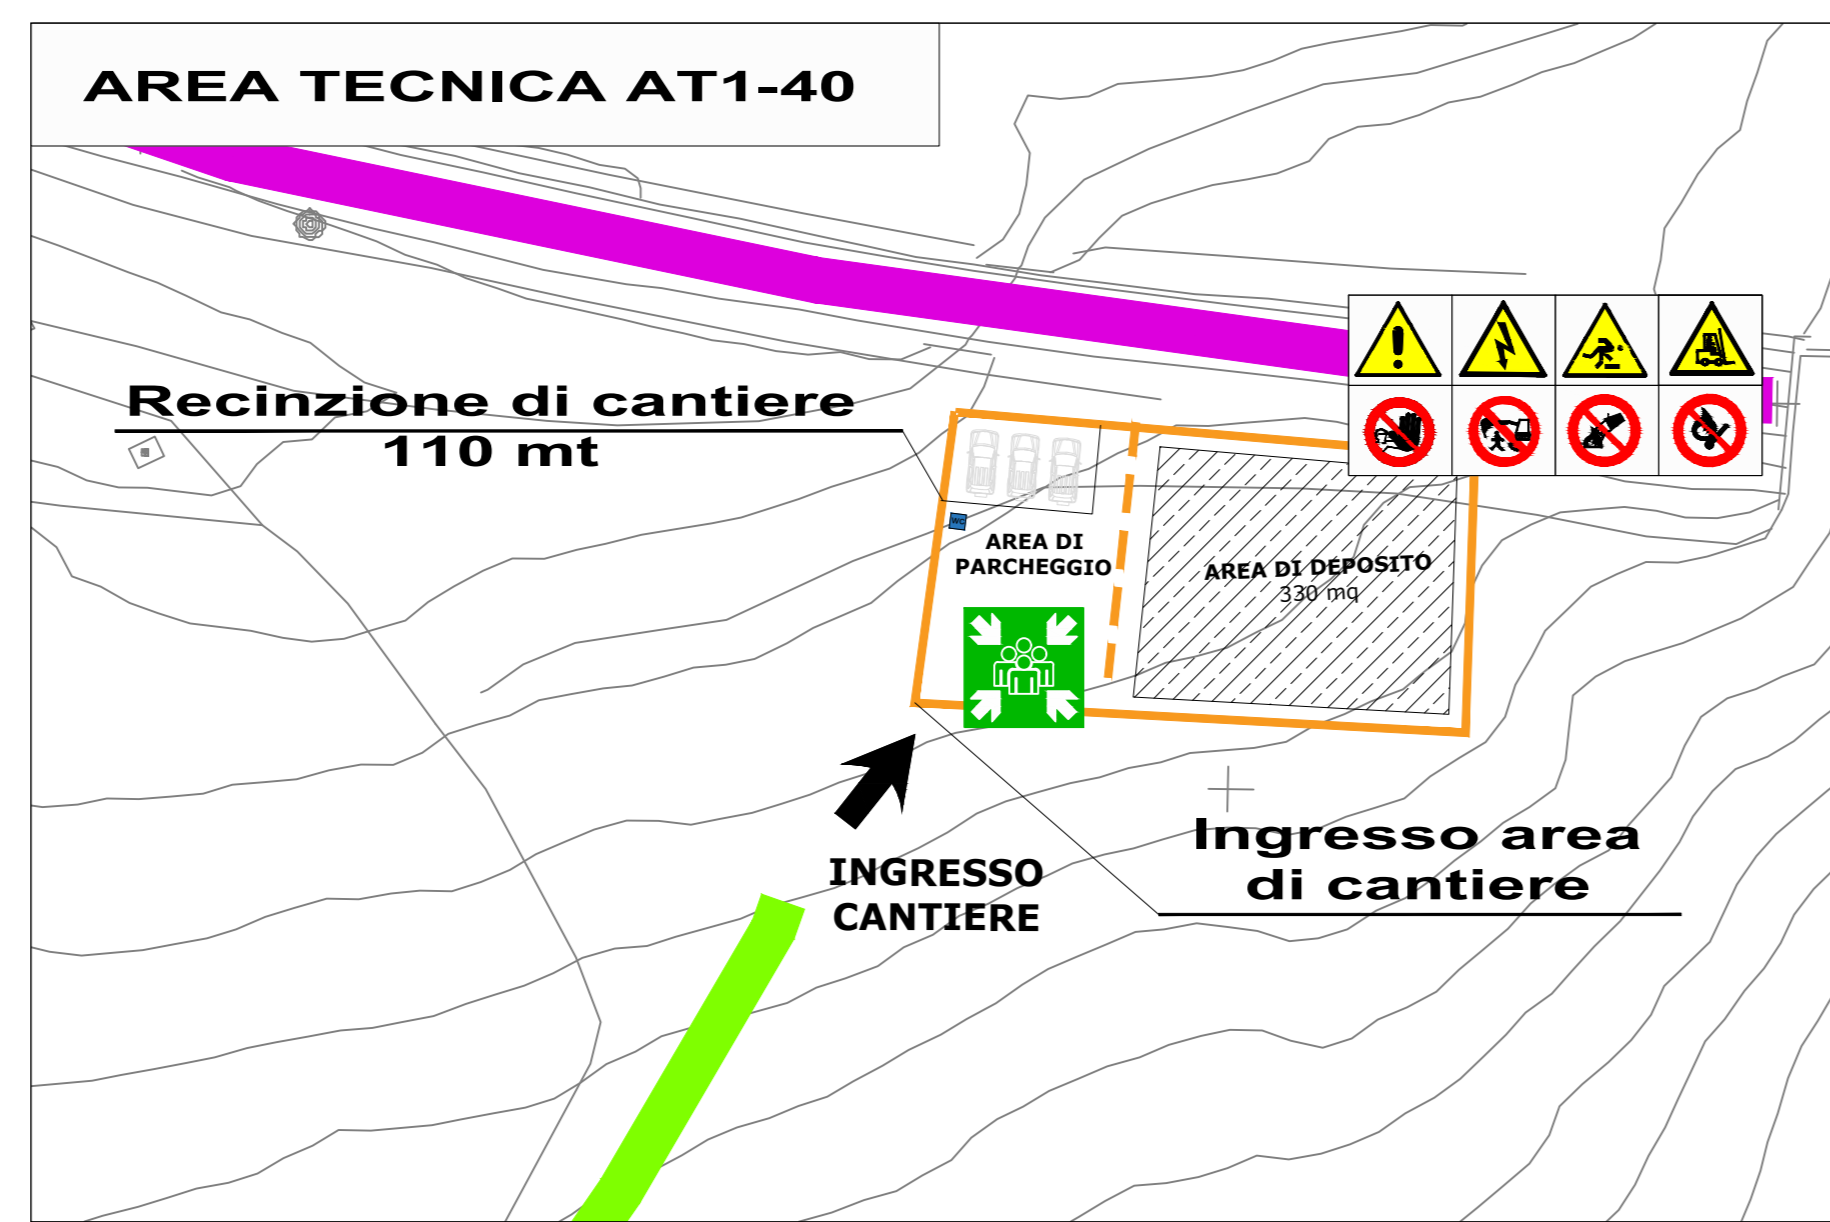 AREA TECNICA AT1-40
Recinzione di cantiere
110 mt
WC
AREA DI
PARCHEGGIO
AREA DI DEPOSITO
330 mq
INGRESSO
CANTIERE
Ingresso area
di cantiere